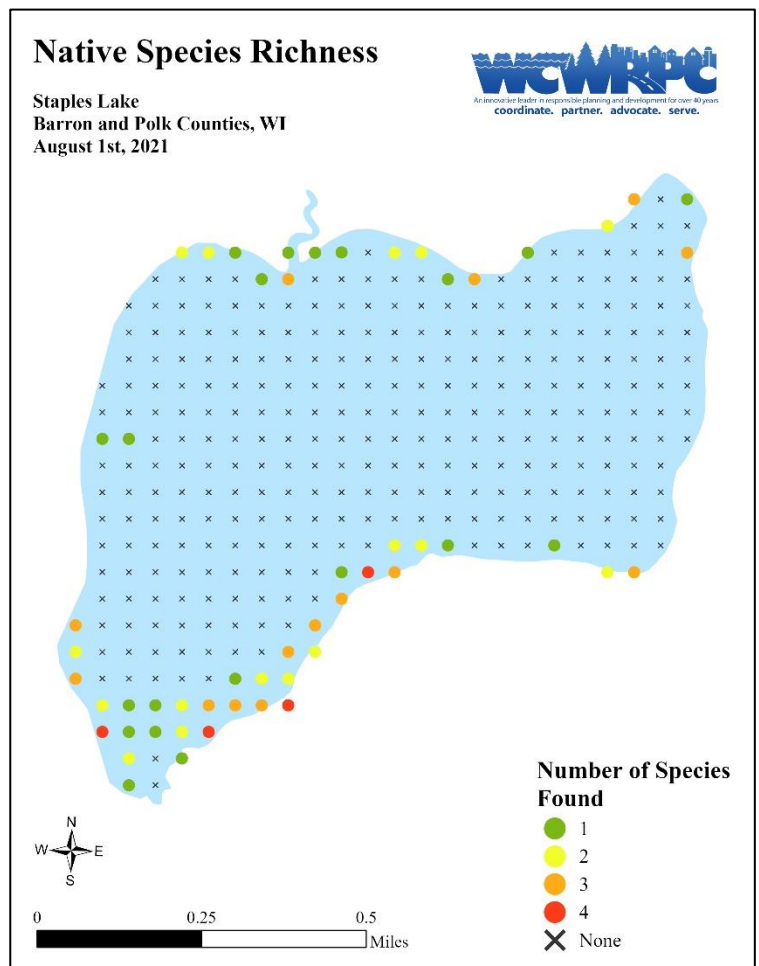 Native Species Richness
Staples Lake
Barron and Polk Counties, WI
August 1st, 2021
WCWRPC
An innovative leader in responsible planning and development for over 40 years
coordinate. partner. advocate. serve.
Number of Species
Found
1
2
3
4
None
N
W E
S
0 0.25 0.5
Miles